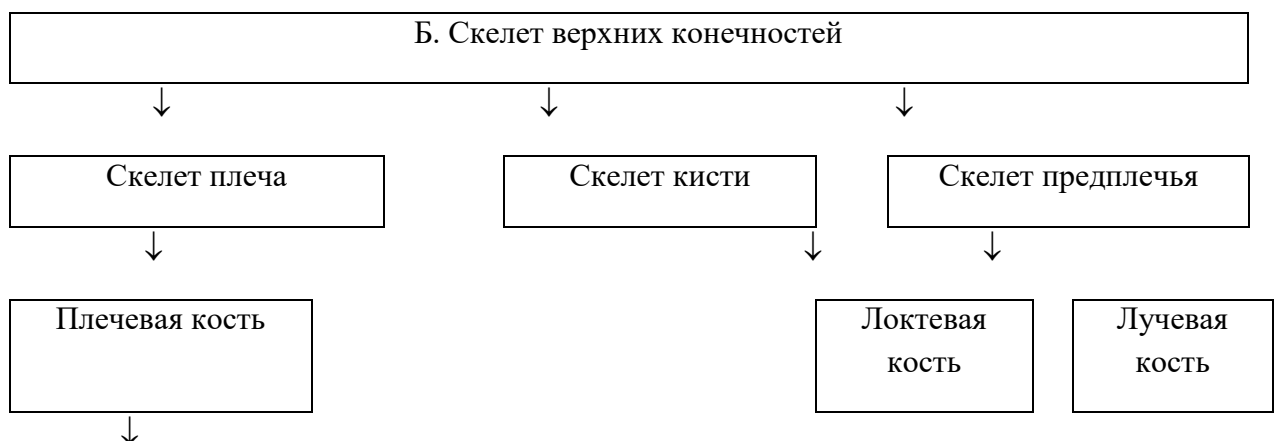 Б. Скелет верхних конечностей
↓ ↓ ↓
Скелет плеча
Скелет кисти
Скелет предплечья
↓ ↓ ↓
Плечевая кость
Локтевая
кость
Лучевая
кость
↓